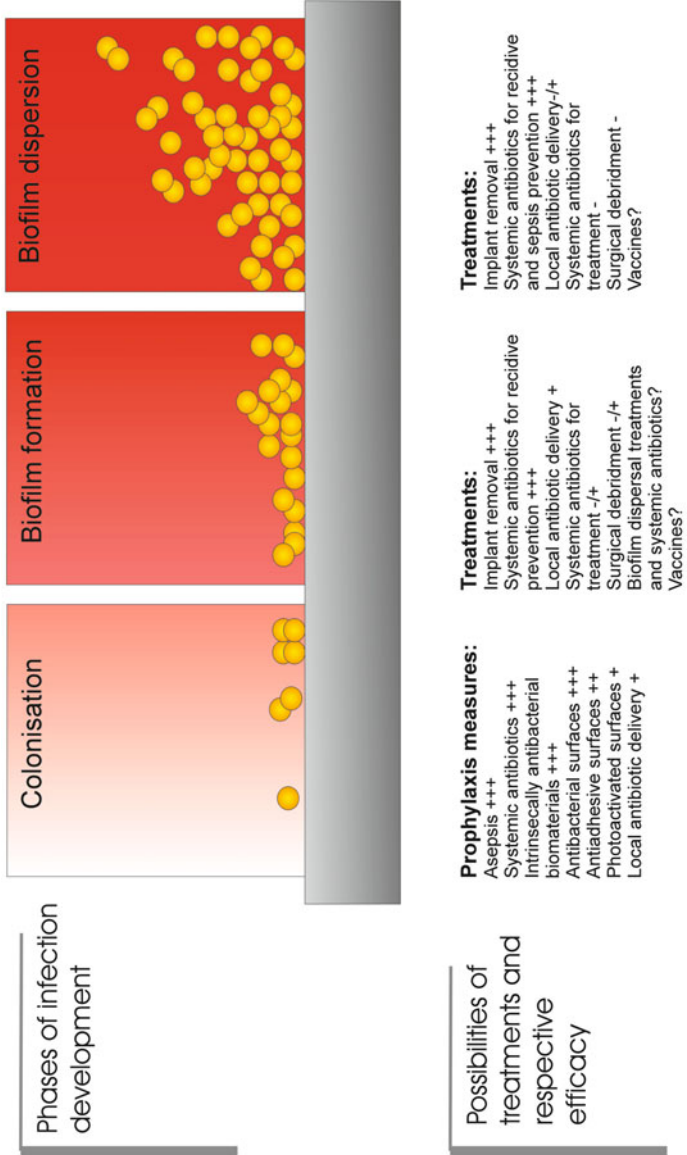 Phases of infection
development
Colonisation
Biofilm formation
Biofilm dispersion
Possibilities of
treatments and
respective
efficacy
Prophylaxis measures:
Asepsis +++
Systemic antibiotics +++
Intrinsecally antibacterial
biomaterials +++
Antibacterial surfaces +++
Antiadhesive surfaces ++
Photoactivated surfaces +
Local antibiotic delivery +
Treatments:
Implant removal +++
Systemic antibiotics for recidive
prevention +++
Local antibiotic delivery +
Systemic antibiotics for
treatment -/+
Surgical debridment -/+
Biofilm dispersal treatments
and systemic antibiotics?
Vaccines?
Treatments:
Implant removal +++
Systemic antibiotics for recidive
and sepsis prevention +++
Local antibiotic delivery-/+
Systemic antibiotics for
treatment -
Surgical debridment -
Vaccines?